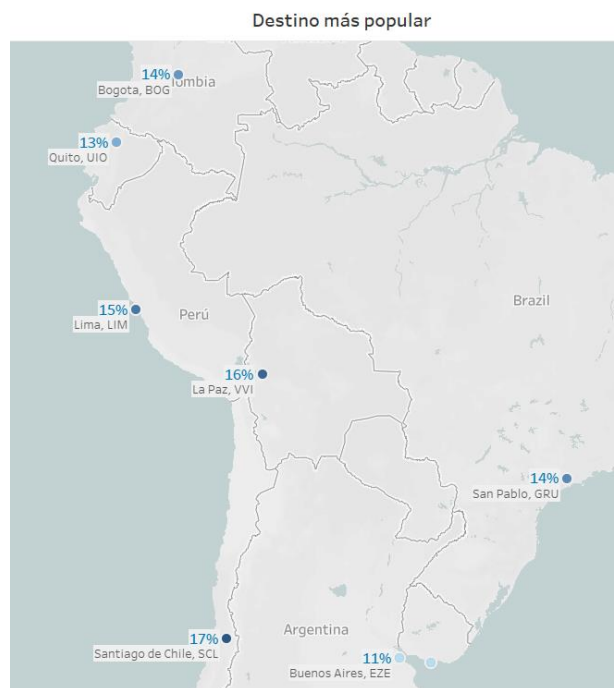 Destino más popular
14%
Colombia
Bogota, BOG
13%
Quito, UIO
Brazil
15%
Perú
Lima, LIM
16%
La Paz, VVI
14%
San Pablo, GRU
Argentina
17%
Santiago de Chile, SCL
11%
Buenos Aires, EZE